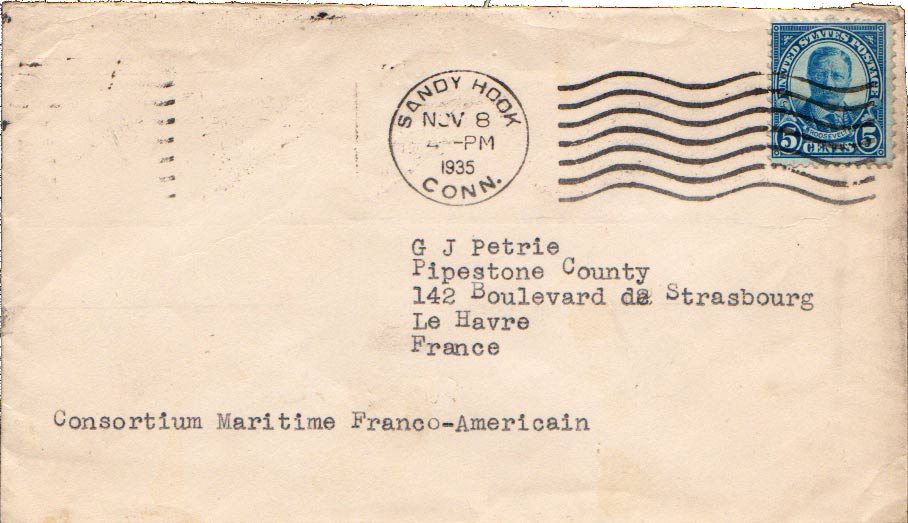 SANDY HOOK
NOV 8
4 -PM
1935
CONN.
UNITED STATES POSTAGE
ROOSEVELT
5 CENTS 5
G J Petrie
Pipestone County
142 Boulevard de Strasbourg
Le Havre
France
Consortium Maritime Franco-Americain